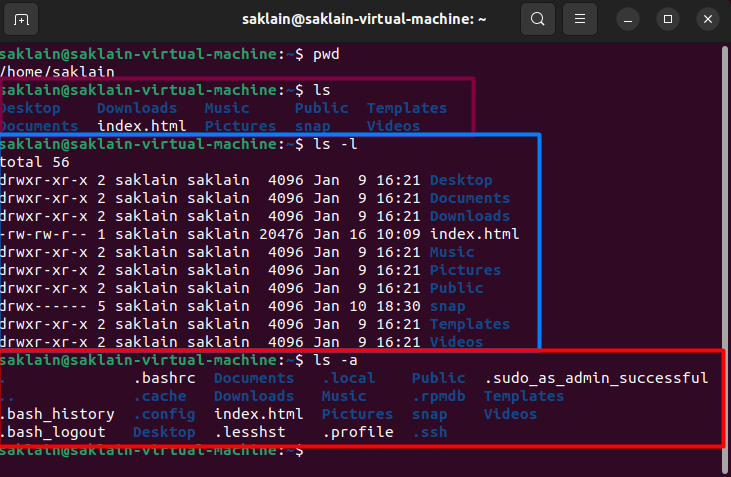 saklain@saklain-virtual-machine: ~
saklain@saklain-virtual-machine:~$ pwd
/home/saklain
saklain@saklain-virtual-machine:~$ ls
Desktop Downloads Music Public Templates
Documents index.html Pictures snap Videos
saklain@saklain-virtual-machine:~$ ls -l
total 56
drwxr-xr-x 2 saklain saklain 4096 Jan 9 16:21 Desktop
drwxr-xr-x 2 saklain saklain 4096 Jan 9 16:21 Documents
drwxr-xr-x 2 saklain saklain 4096 Jan 9 16:21 Downloads
-rw-rw-r-- 1 saklain saklain 20476 Jan 16 10:09 index.html
drwxr-xr-x 2 saklain saklain 4096 Jan 9 16:21 Music
drwxr-xr-x 2 saklain saklain 4096 Jan 9 16:21 Pictures
drwxr-xr-x 2 saklain saklain 4096 Jan 9 16:21 Public
drwx------ 5 saklain saklain 4096 Jan 10 18:30 snap
drwxr-xr-x 2 saklain saklain 4096 Jan 9 16:21 Templates
drwxr-xr-x 2 saklain saklain 4096 Jan 9 16:21 Videos
saklain@saklain-virtual-machine:~$ ls -a
. .bashrc Documents .local Public .sudo_as_admin_successful
.. .cache Downloads Music .rpmdb Templates
.bash_history .config index.html Pictures snap Videos
.bash_logout Desktop .lesshst .profile .ssh
saklain@saklain-virtual-machine:~$